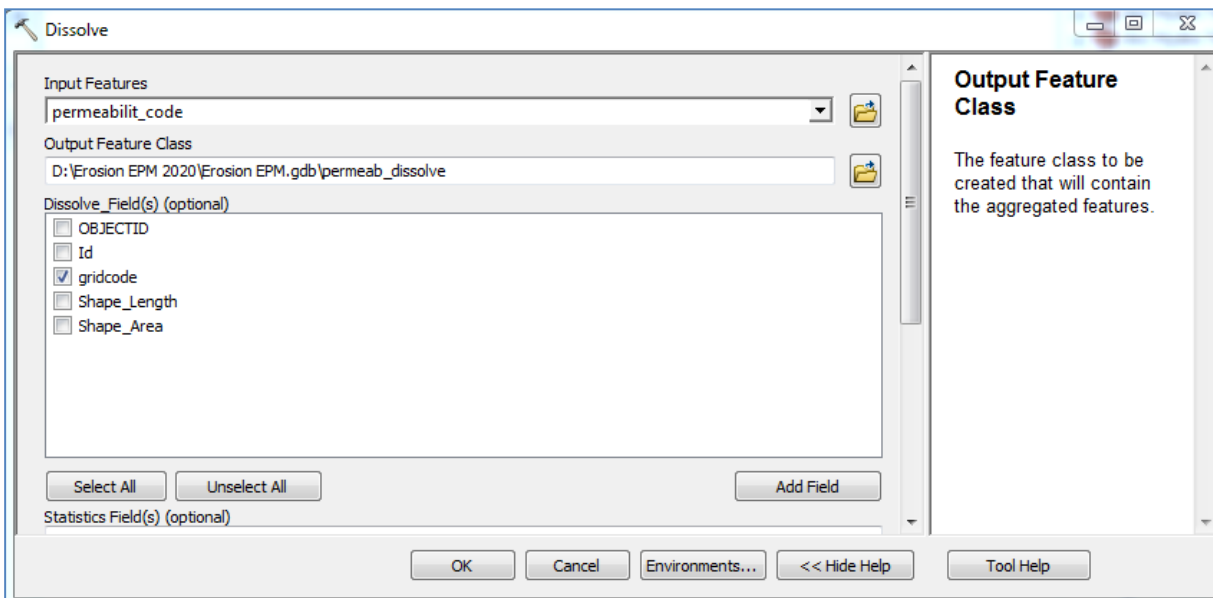 Dissolve
Input Features
permeabilit_code
Output Feature Class
D:\Erosion EPM 2020\Erosion EPM.gdb\permeab_dissolve
Dissolve_Field(s) (optional)
OBJECTID
Id
gridcode
Shape_Length
Shape_Area
Select All
Unselect All
Add Field
Statistics Field(s) (optional)
Output Feature
Class
The feature class to be
created that will contain
the aggregated features.
OK
Cancel
Environments...
<< Hide Help
Tool Help